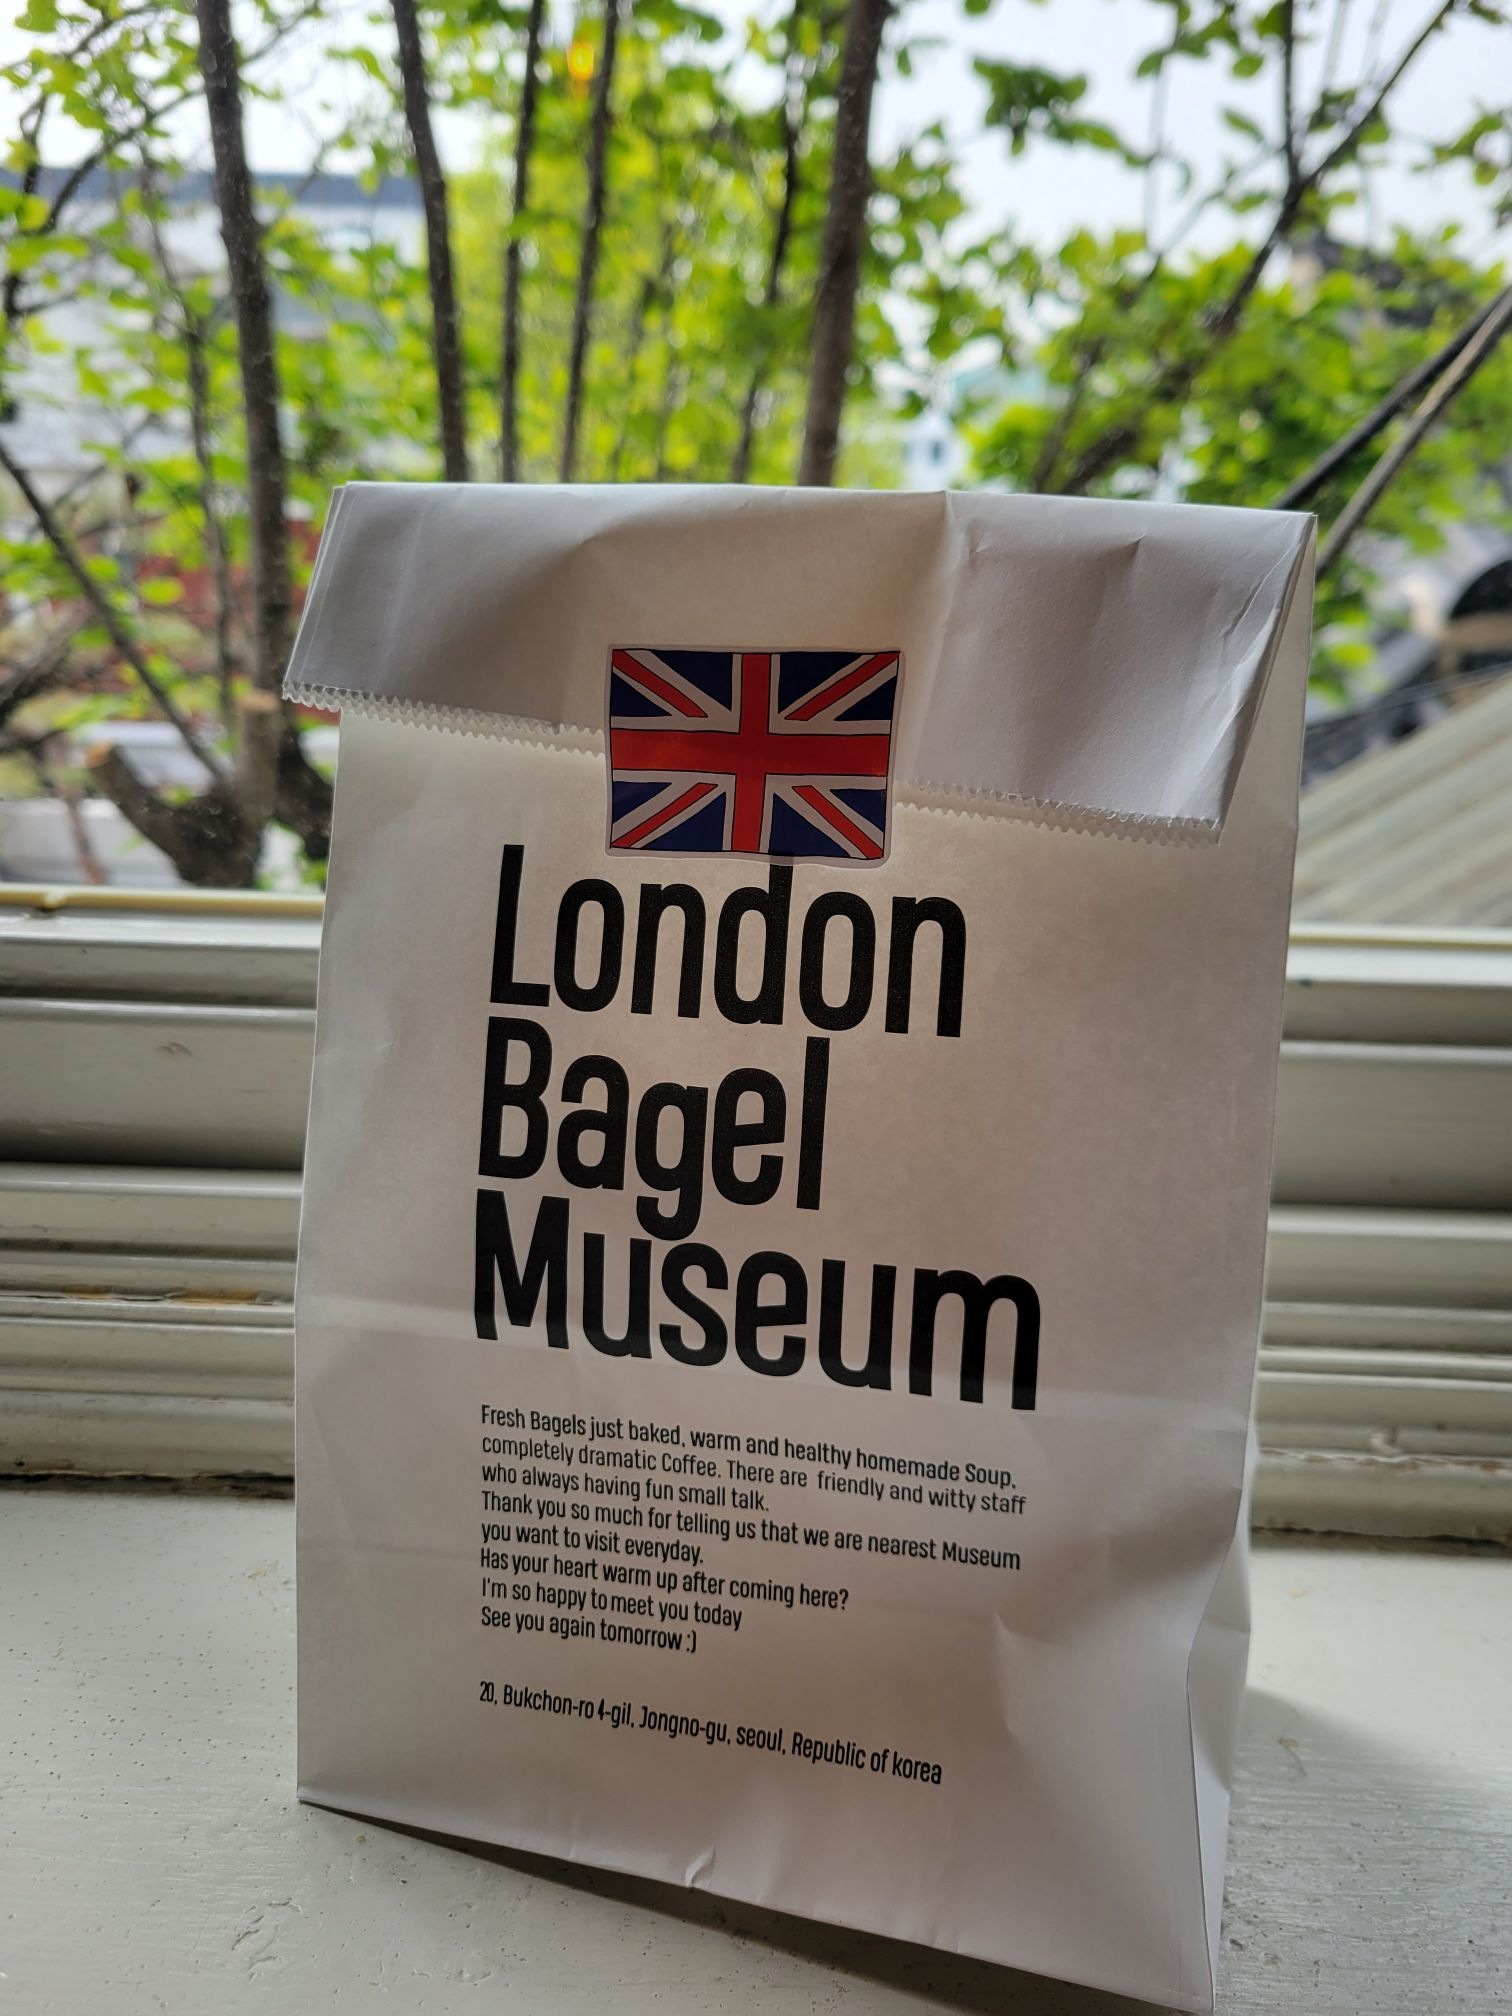 London
Bagel
Museum
Fresh Bagels just baked, warm and healthy homemade Soup,
completely dramatic Coffee. There are friendly and witty staff
who always having fun small talk.
Thank you so much for telling us that we are nearest Museum
you want to visit everyday.
Has your heart warm up after coming here?
I'm so happy to meet you today
See you again tomorrow :)
20, Bukchon-ro 4-gil, Jongno-gu, seoul, Republic of korea